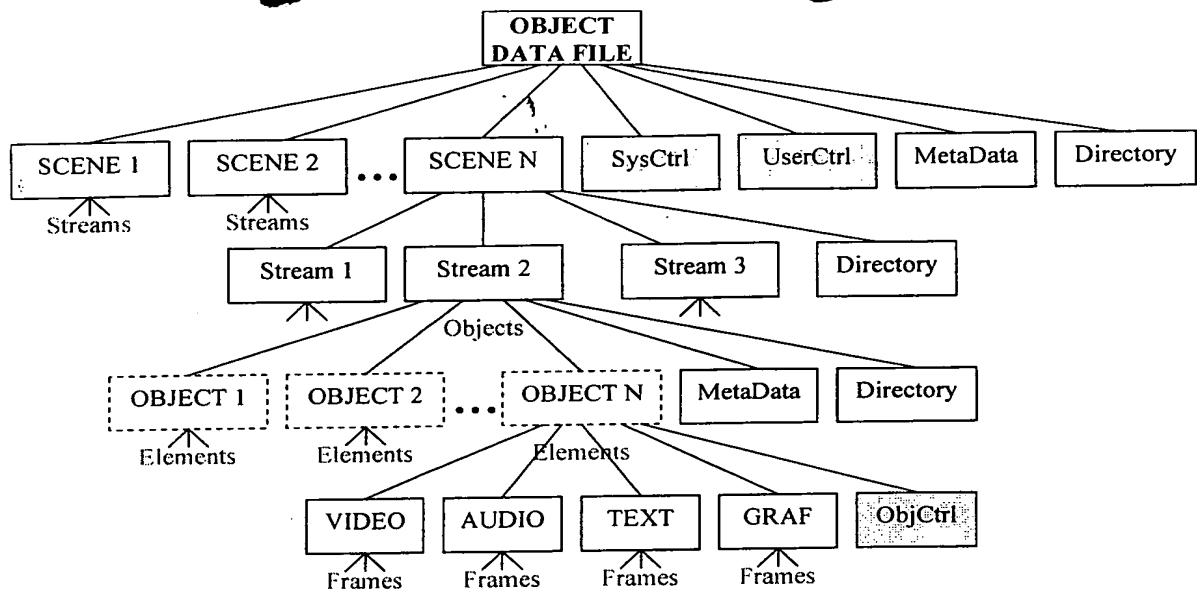 OBJECT
DATA FILE
SCENE 1
SCENE 2
•••
SCENE N
SysCtrl
UserCtrl
MetaData
Directory
Streams
Streams
Stream 1
Stream 2
Stream 3
Directory
Objects
OBJECT 1
OBJECT 2
•••
OBJECT N
MetaData
Directory
Elements
Elements
Elements
VIDEO
AUDIO
TEXT
GRAF
ObjCtrl
Frames
Frames
Frames
Frames